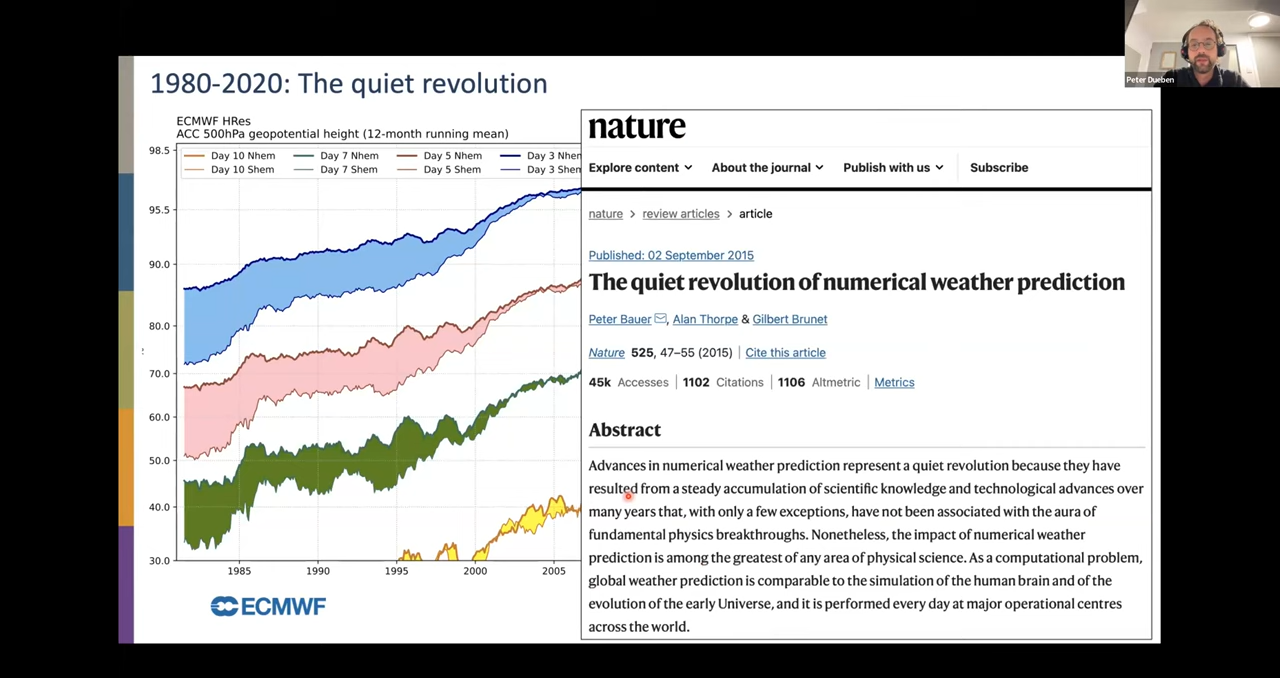 Peter Dueben
1980-2020: The quiet revolution
ECMWF HRes
ACC 500hPa geopotential height (12-month running mean)
98.5
95.5
90.0
80.0
70.0
60.0
50.0
40.0
30.0
Day 10 Nhem Day 7 Nhem Day 5 Nhem Day 3 Nhem
Day 10 Shem Day 7 Shem Day 5 Shem Day 3 Shem
1985 1990 1995 2000 2005
ECMWF
nature
Explore content About the journal Publish with us Subscribe
nature > review articles > article
Published: 02 September 2015
The quiet revolution of numerical weather prediction
Peter Bauer, Alan Thorpe & Gilbert Brunet
Nature 525, 47–55 (2015) | Cite this article
45k Accesses | 1102 Citations | 1106 Altmetric | Metrics
Abstract
Advances in numerical weather prediction represent a quiet revolution because they have
resulted from a steady accumulation of scientific knowledge and technological advances over
many years that, with only a few exceptions, have not been associated with the aura of
fundamental physics breakthroughs. Nonetheless, the impact of numerical weather
prediction is among the greatest of any area of physical science. As a computational problem,
global weather prediction is comparable to the simulation of the human brain and of the
evolution of the early Universe, and it is performed every day at major operational centres
across the world.